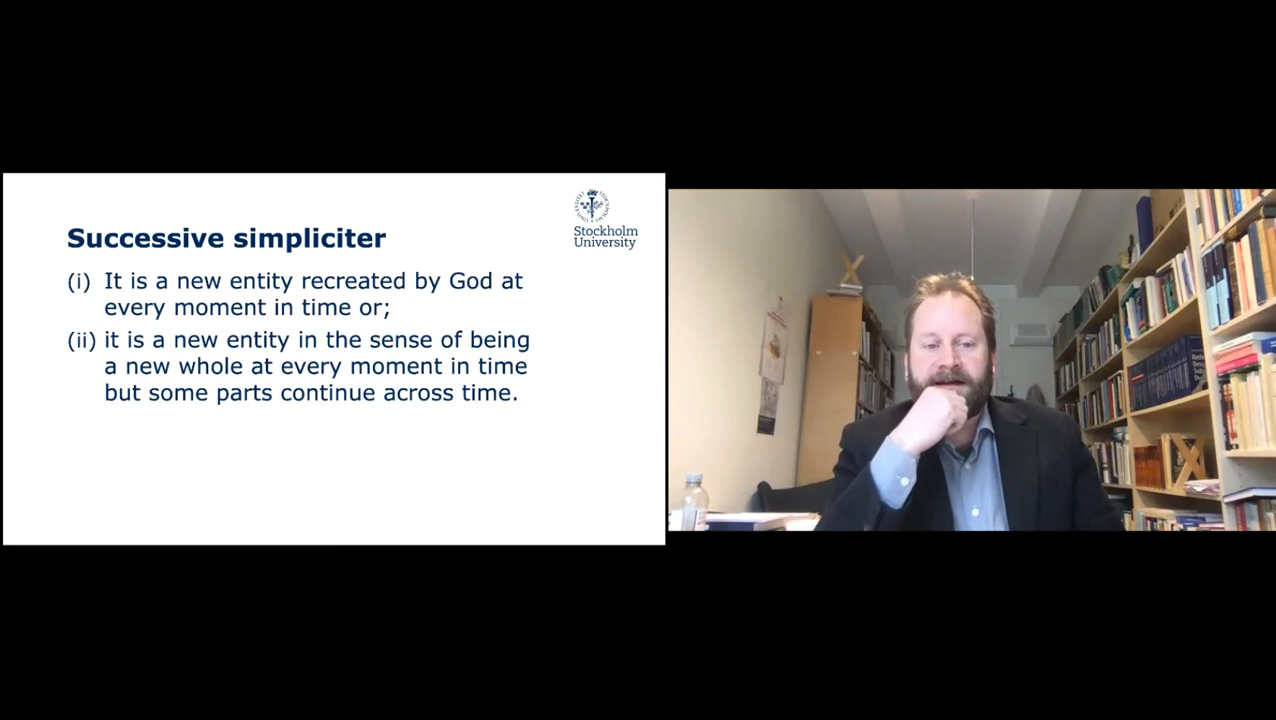 Successive simpliciter
(i) It is a new entity recreated by God at
every moment in time or;
(ii) it is a new entity in the sense of being
a new whole at every moment in time
but some parts continue across time.
Stockholm
University